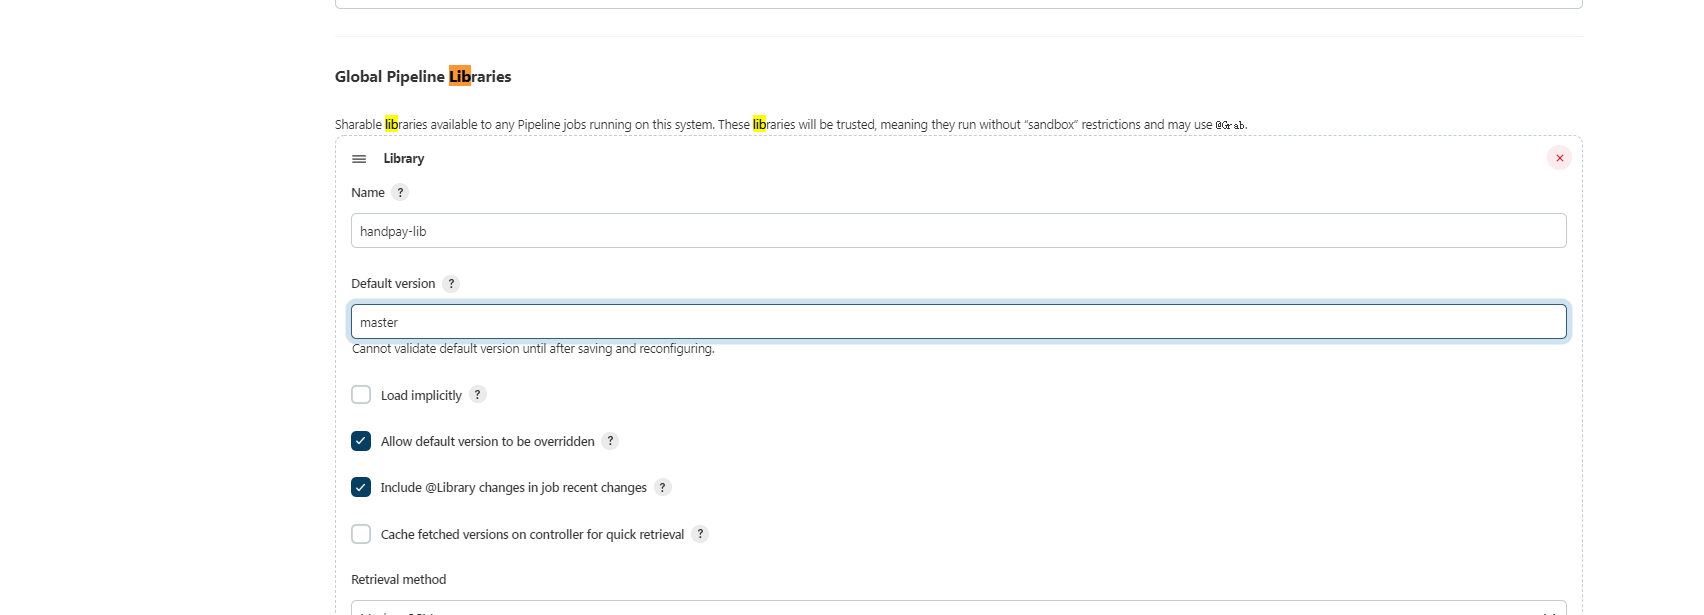 Global Pipeline Libraries
Sharable libraries available to any Pipeline jobs running on this system. These libraries will be trusted, meaning they run without “sandbox” restrictions and may use @Grab.
Library
Name ?
handpay-lib
Default version ?
master
Cannot validate default version until after saving and reconfiguring.
Load implicitly ?
Allow default version to be overridden ?
Include @Library changes in job recent changes ?
Cache fetched versions on controller for quick retrieval ?
Retrieval method